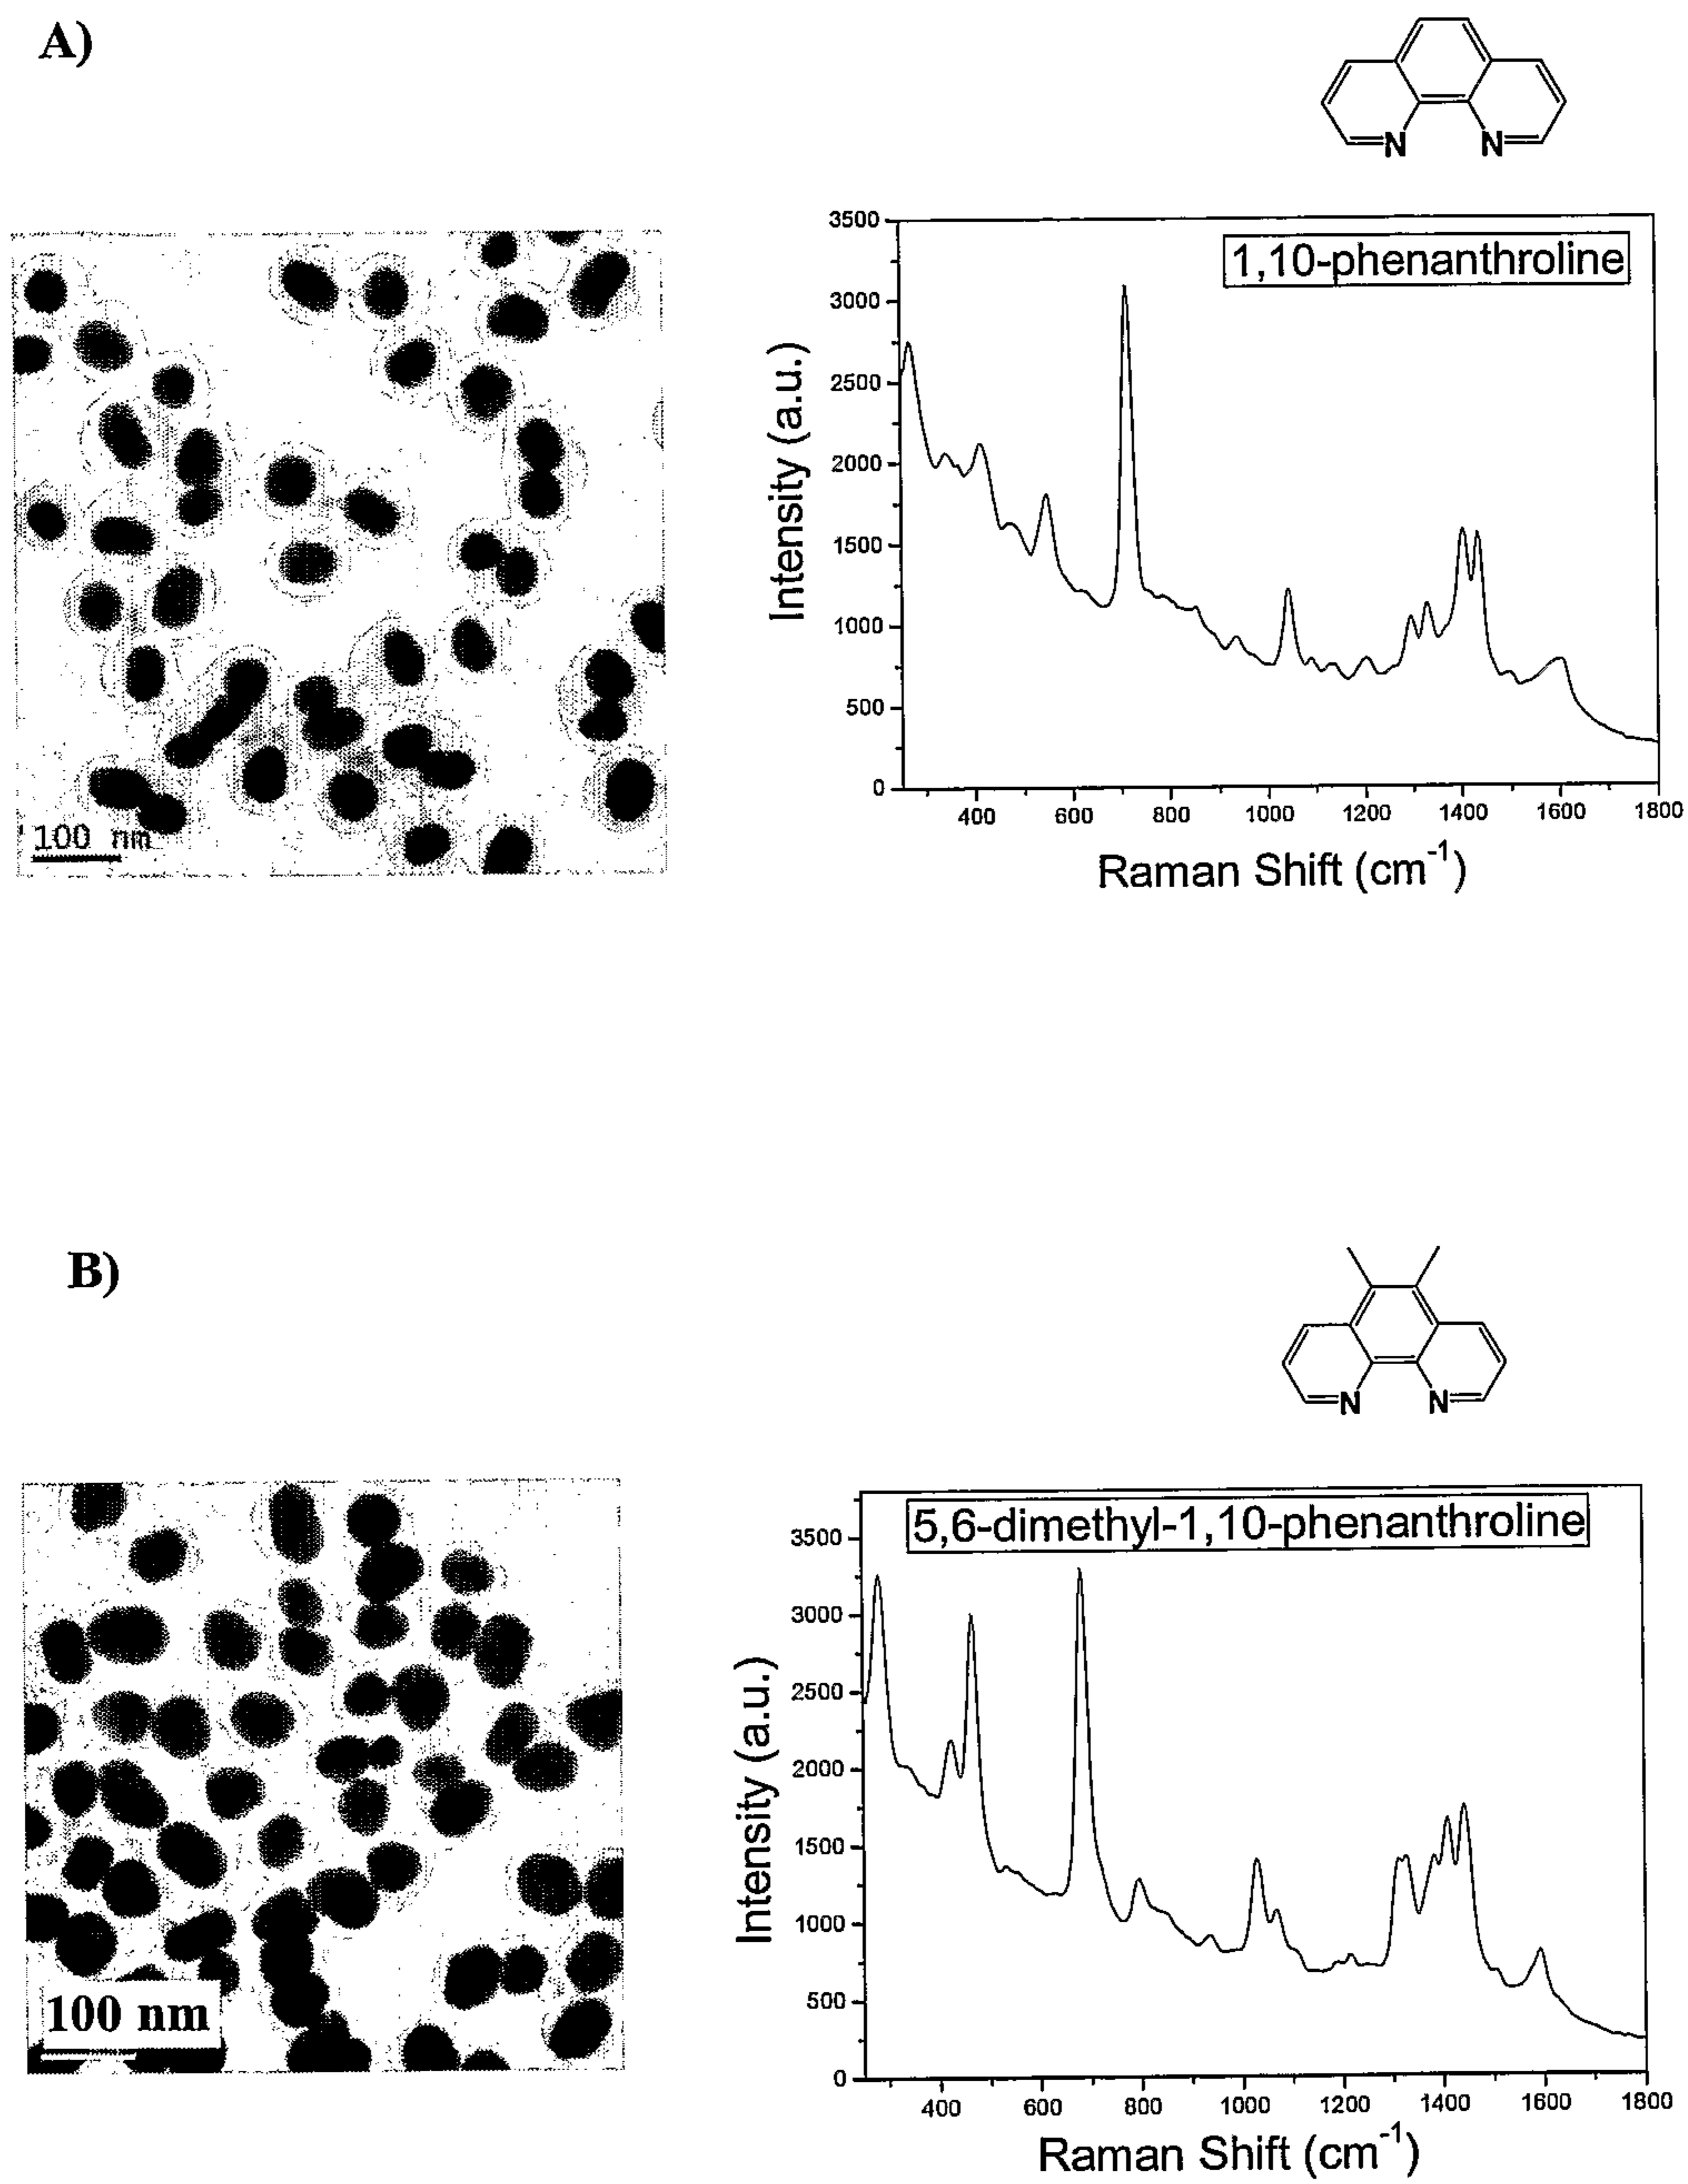 A)
N N
3500
1,10-phenanthroline
3000
2500
2000
1500
1000
500
0
Intensity (a.u.)
400 600 800 1000 1200 1400 1600 1800
Raman Shift (cm⁻¹)
100 nm
B)
N N
5,6-dimethyl-1,10-phenanthroline
3500
3000
2500
2000
1500
1000
500
0
Intensity (a.u.)
400 600 800 1000 1200 1400 1600 1800
Raman Shift (cm⁻¹)
100 nm